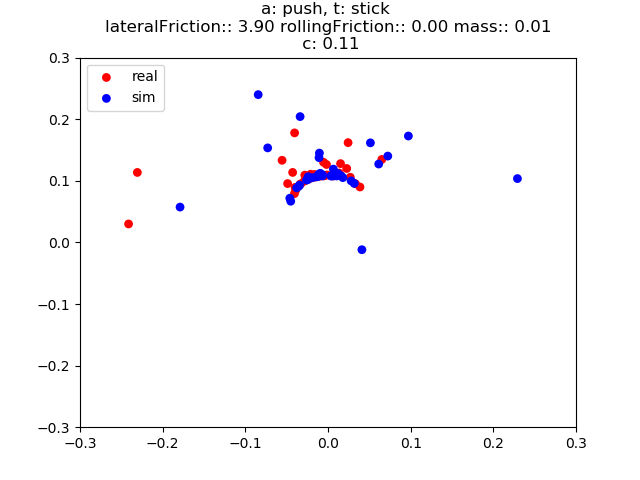 a: push, t: stick
lateralFriction:: 3.90 rollingFriction:: 0.00 mass:: 0.01
c: 0.11
real
sim
0.3
0.2
0.1
0.0
−0.1
−0.2
−0.3
−0.3
−0.2
−0.1
0.0
0.1
0.2
0.3